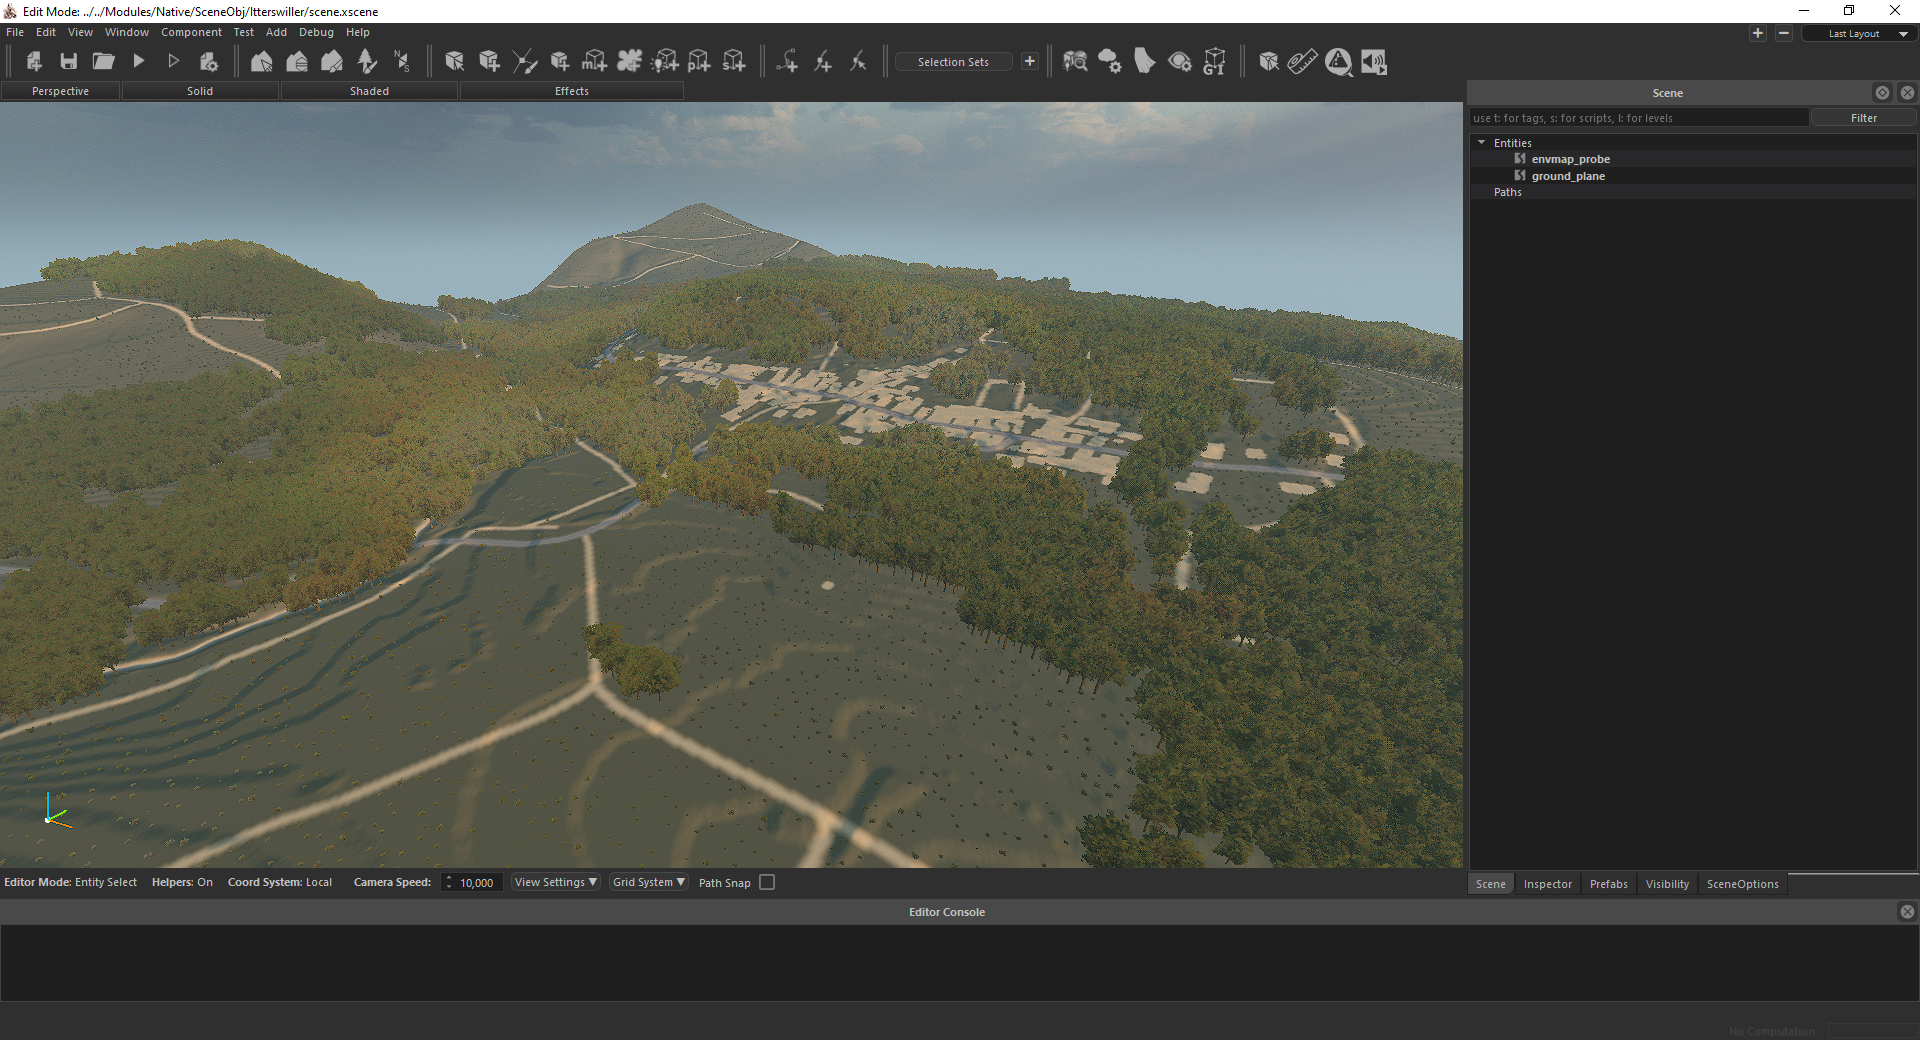 Edit Mode: ../../Modules/Native/SceneObj/Itterswiller/scene.xscene
File Edit View Window Component Test Add Debug Help
Last Layout
N
S
m
p
s
GI
Selection Sets
Perspective Solid Shaded Effects
Scene
use t: for tags, s: for scripts, l: for levels
Filter
Entities
envmap_probe
ground_plane
Paths
Editor Mode: Entity Select Helpers: On Coord System: Local Camera Speed: 10,000 View Settings Grid System Path Snap
Scene Inspector Prefabs Visibility SceneOptions
Editor Console
No Computation